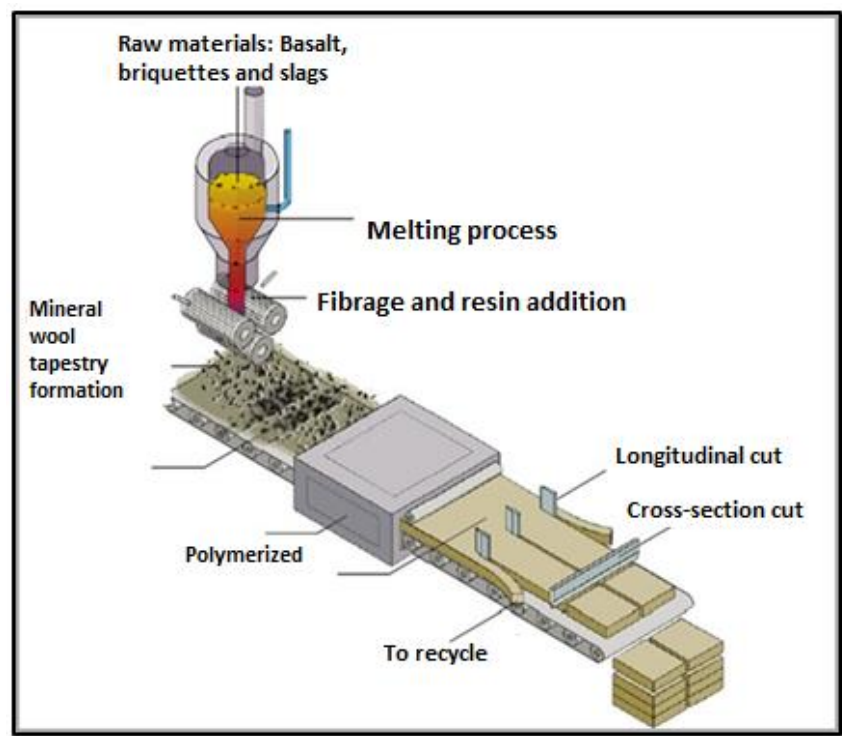 Raw materials: Basalt,
briquettes and slags
Melting process
Fibrage and resin addition
Mineral
wool
tapestry
formation
Longitudinal cut
Cross-section cut
Polymerized
To recycle